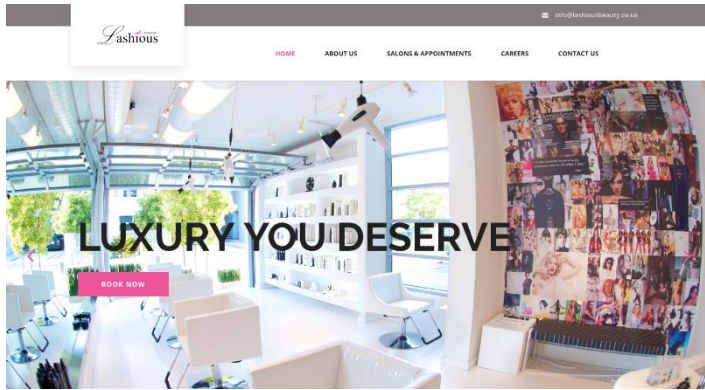 info@lashiousbeauty.co.uk
Lashious
HOME ABOUT US SALONS & APPOINTMENTS CAREERS CONTACT US
LUXURY YOU DESERVE
BOOK NOW